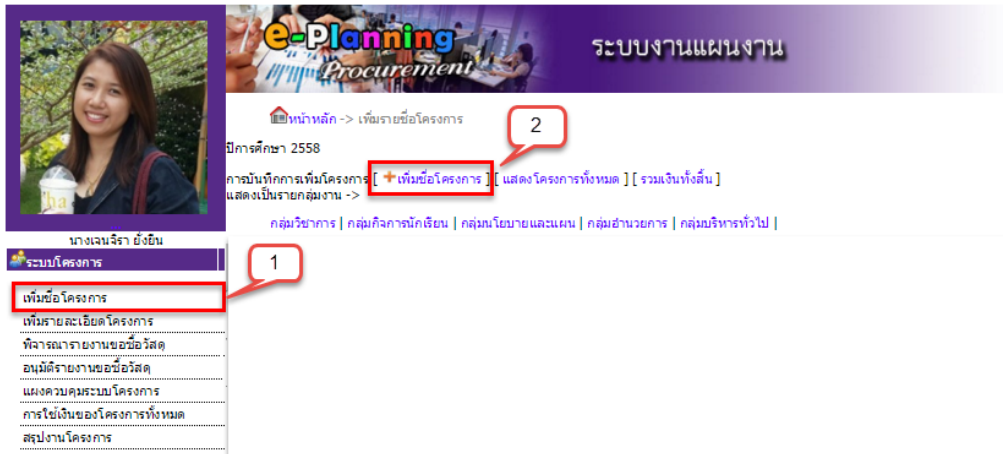 e-Planning
Procurement
ระบบงานแผนงาน
หน้าหลัก -> เพิ่มรายชื่อโครงการ
2
ปีการศึกษา 2558
การบันทึกการเพิ่มโครงการ [ +เพิ่มชื่อโครงการ ] [ แสดงโครงการทั้งหมด ] [ รวมเงินทั้งสิ้น ]
แสดงเป็นรายกลุ่มงาน ->
กลุ่มวิชาการ | กลุ่มกิจการนักเรียน | กลุ่มนโยบายและแผน | กลุ่มอำนวยการ | กลุ่มบริหารทั่วไป |
นางเจนจิรา ยั่งยืน
ระบบโครงการ
1
เพิ่มชื่อโครงการ
เพิ่มรายละเอียดโครงการ
พิจารณารายงานขอซื้อวัสดุ
อนุมัติรายงานขอซื้อวัสดุ
แผงควบคุมระบบโครงการ
การใช้เงินของโครงการทั้งหมด
สรุปงานโครงการ